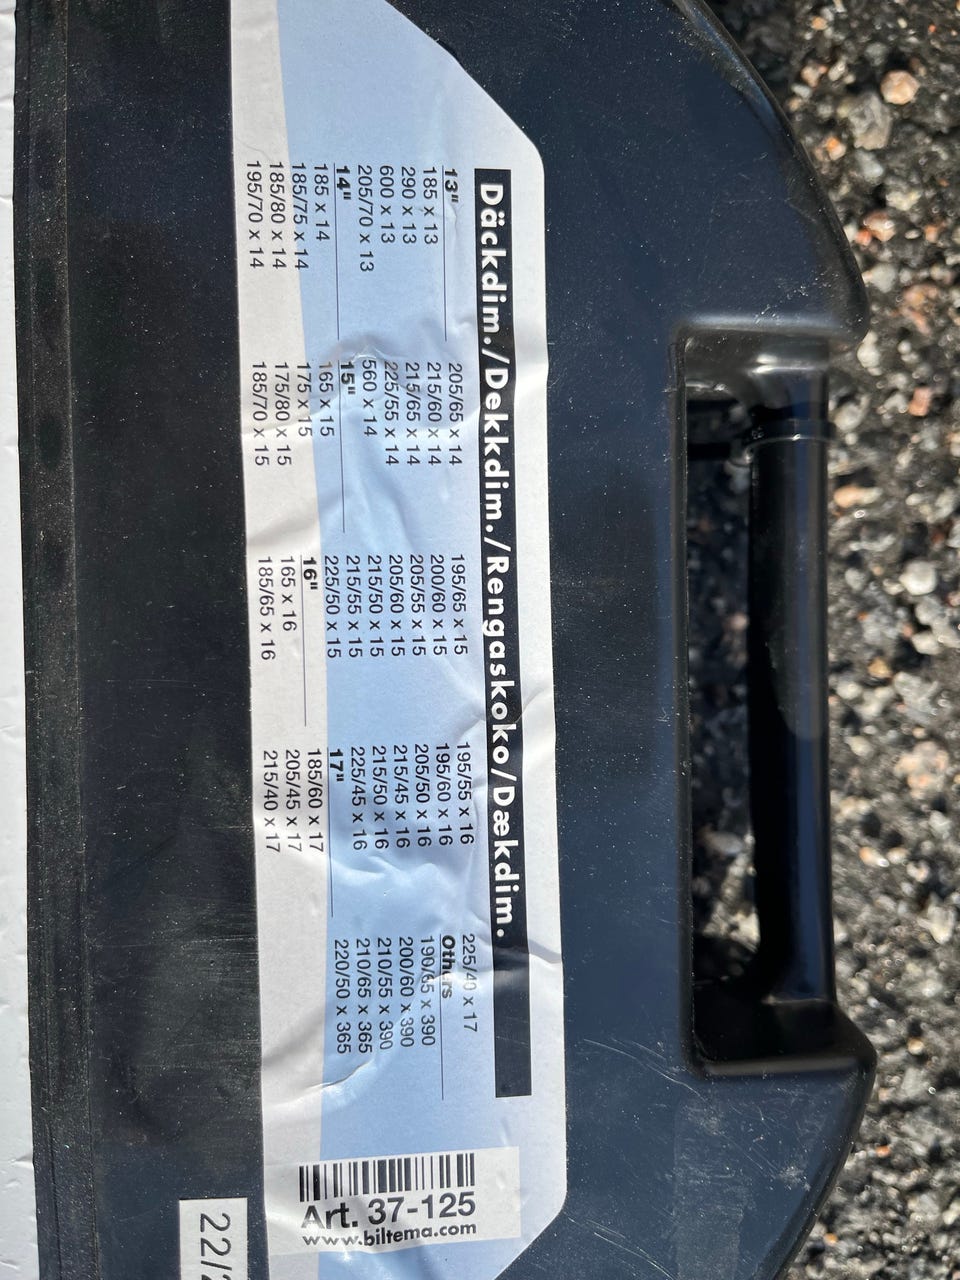 Däckdim./Dekkdim./Rengaskoko/Dækdim.
13"
185 x 13
290 x 13
600 x 13
205/70 x 13
14"
185 x 14
185/75 x 14
185/80 x 14
195/70 x 14
205/65 x 14
215/60 x 14
215/65 x 14
225/55 x 14
560 x 14
15"
165 x 15
175 x 15
175/80 x 15
185/70 x 15
195/65 x 15
200/60 x 15
205/55 x 15
205/60 x 15
215/50 x 15
215/55 x 15
225/50 x 15
16"
165 x 16
185/65 x 16
195/55 x 16
195/60 x 16
205/50 x 16
215/45 x 16
215/50 x 16
225/45 x 16
17"
185/60 x 17
205/45 x 17
215/40 x 17
225/40 x 17
Others
190/65 x 390
200/60 x 390
210/55 x 390
210/65 x 365
220/50 x 365
Art. 37-125
www.biltema.com